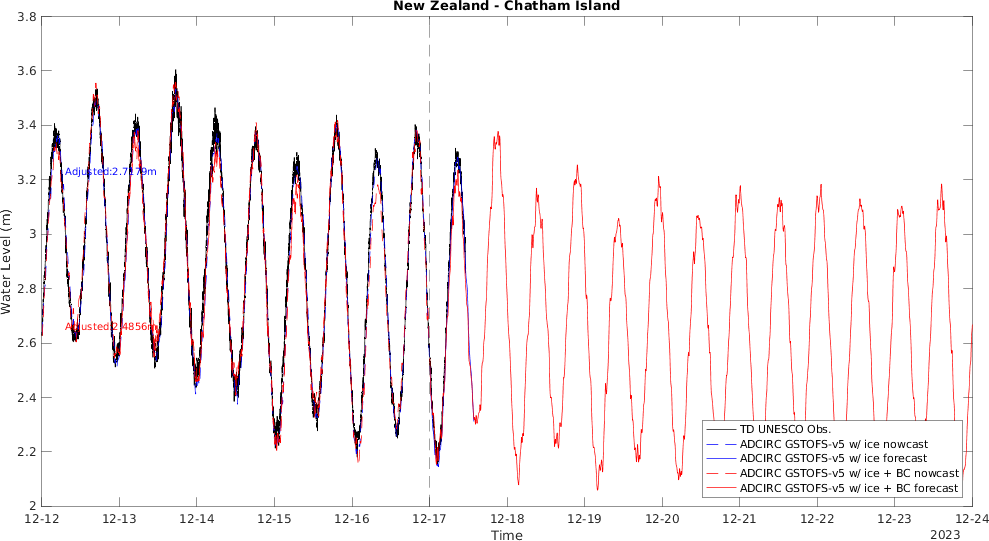 New Zealand - Chatham Island
3.8
3.6
3.4
3.2
3
2.8
2.6
2.4
2.2
2
Water Level (m)
Adjusted:2.7179m
Adjusted:2.4856m
TD UNESCO Obs.
ADCIRC GSTOFS-v5 w/ ice nowcast
ADCIRC GSTOFS-v5 w/ ice forecast
ADCIRC GSTOFS-v5 w/ ice + BC nowcast
ADCIRC GSTOFS-v5 w/ ice + BC forecast
12-12 12-13 12-14 12-15 12-16 12-17 12-18 12-19 12-20 12-21 12-22 12-23 12-24
Time
2023